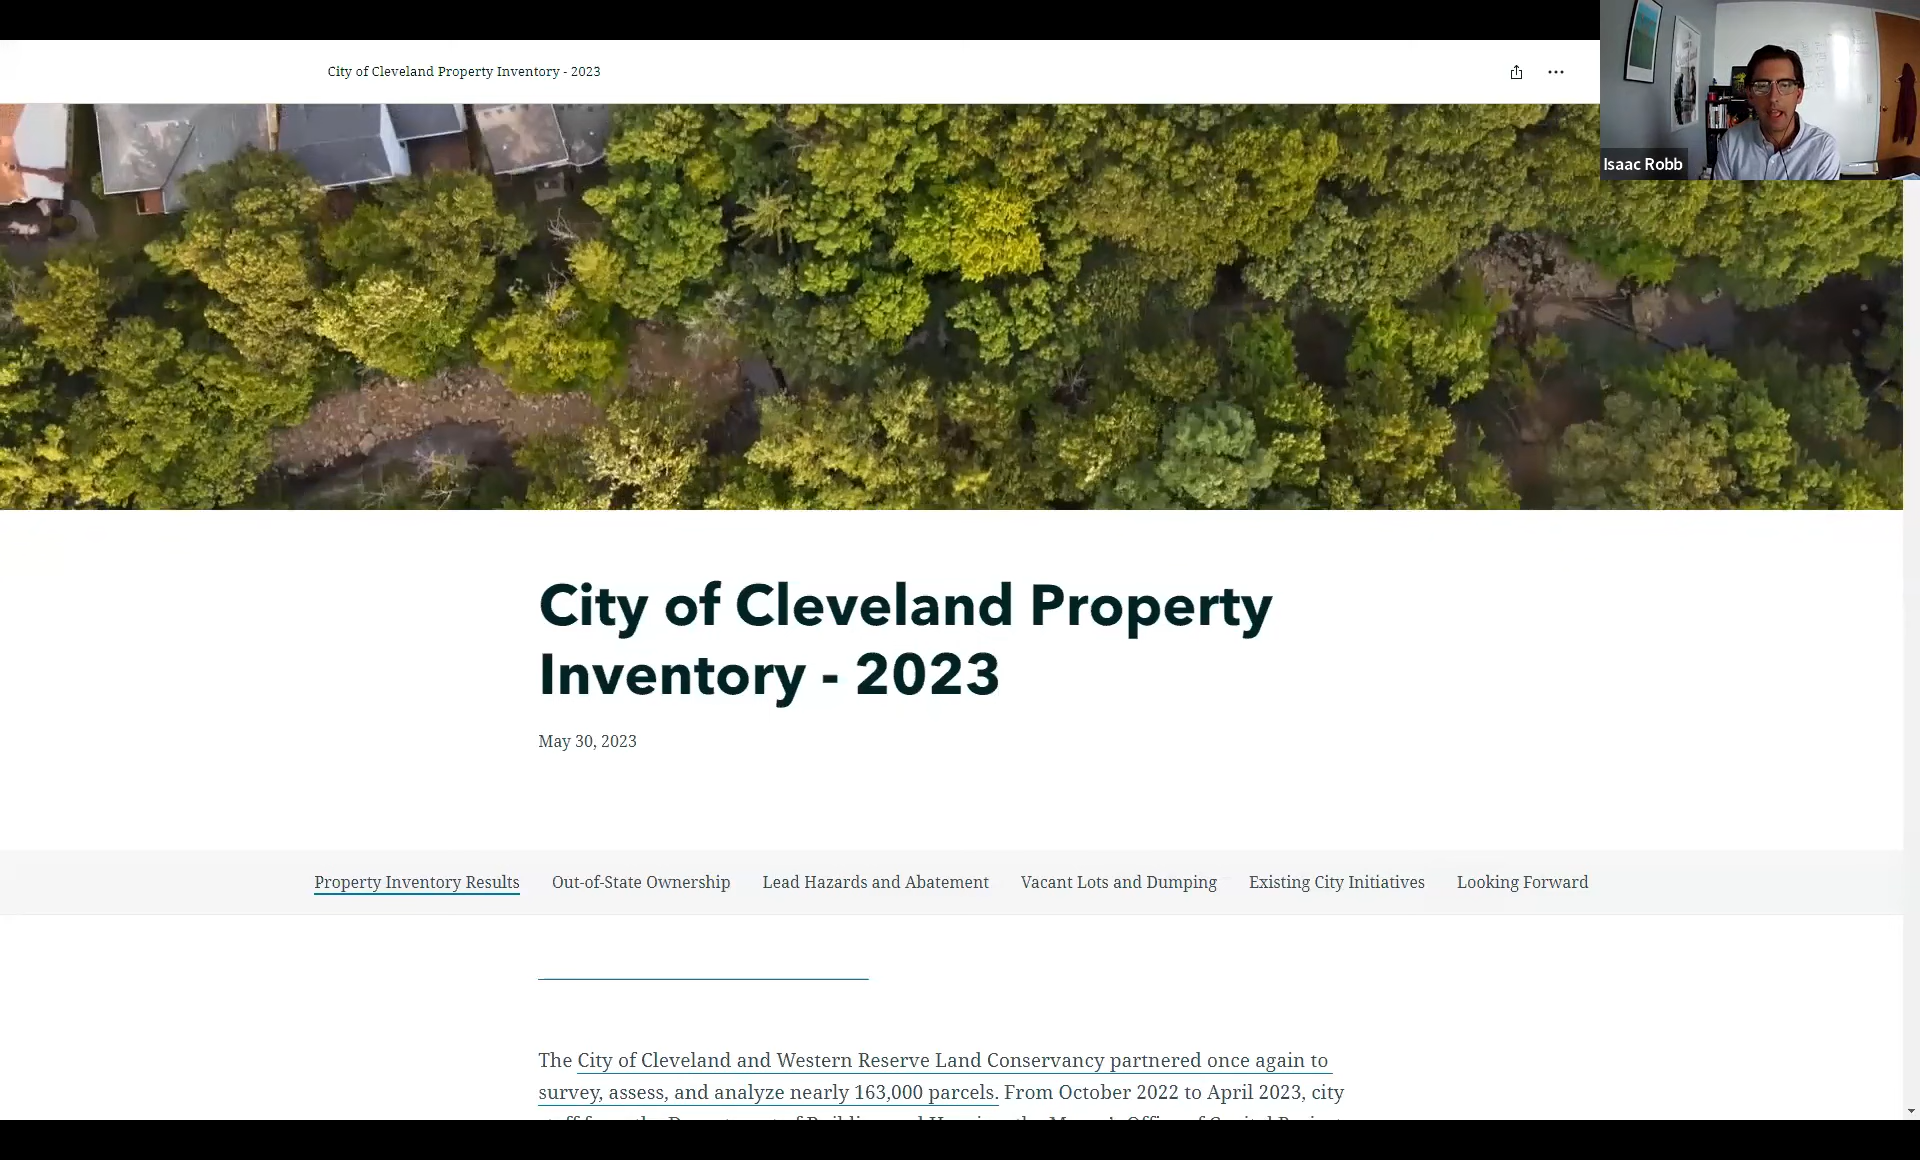 City of Cleveland Property Inventory - 2023
Isaac Robb
City of Cleveland Property
Inventory - 2023
May 30, 2023
Property Inventory Results
Out-of-State Ownership
Lead Hazards and Abatement
Vacant Lots and Dumping
Existing City Initiatives
Looking Forward
The City of Cleveland and Western Reserve Land Conservancy partnered once again to
survey, assess, and analyze nearly 163,000 parcels. From October 2022 to April 2023, city